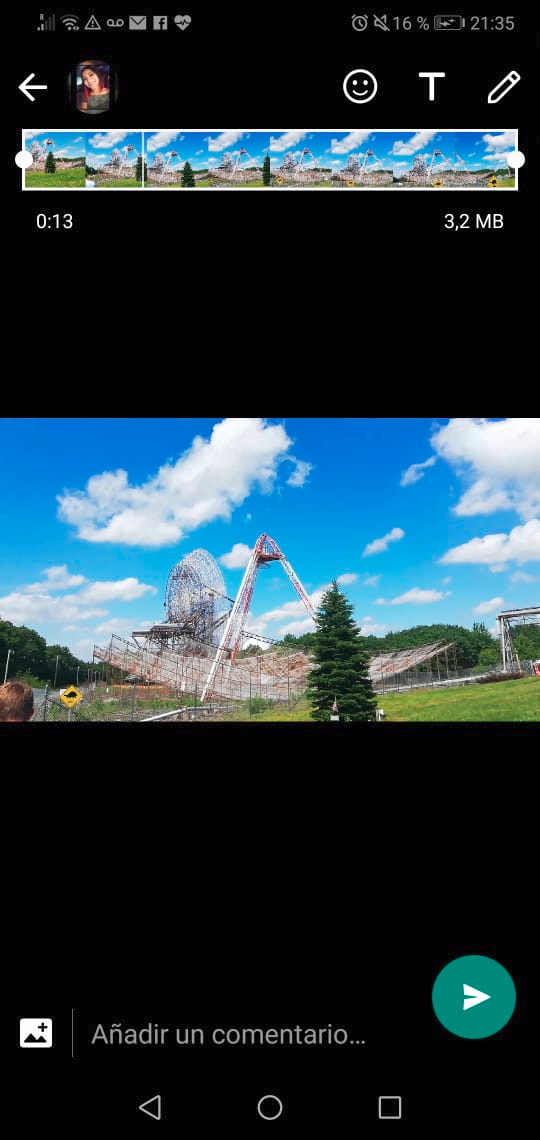 16 % 21:35
T
0:13 3,2 MB
Añadir un comentario...